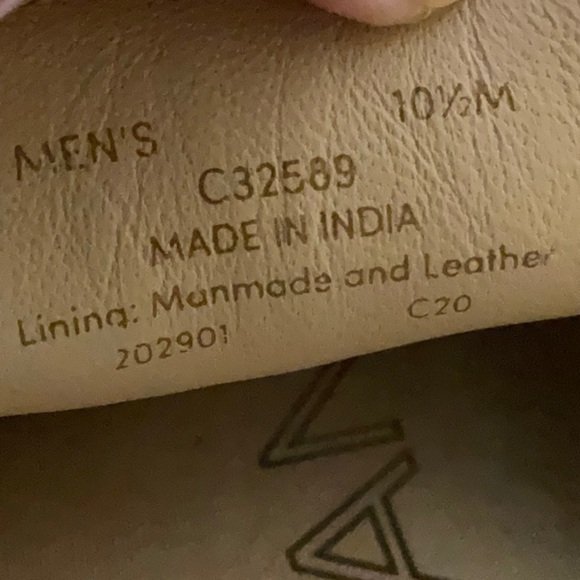 MEN'S 10½M
C32589
MADE IN INDIA
Lining: Manmade and Leather
202901 C20